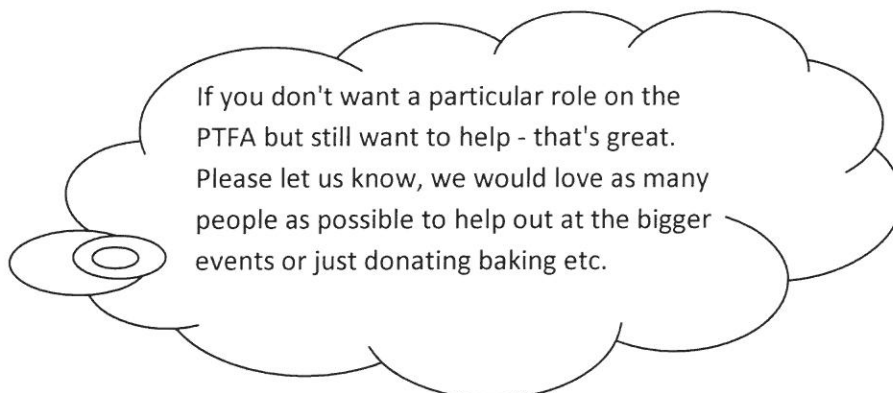 If you don't want a particular role on the
PTFA but still want to help - that's great.
Please let us know, we would love as many
people as possible to help out at the bigger
events or just donating baking etc.